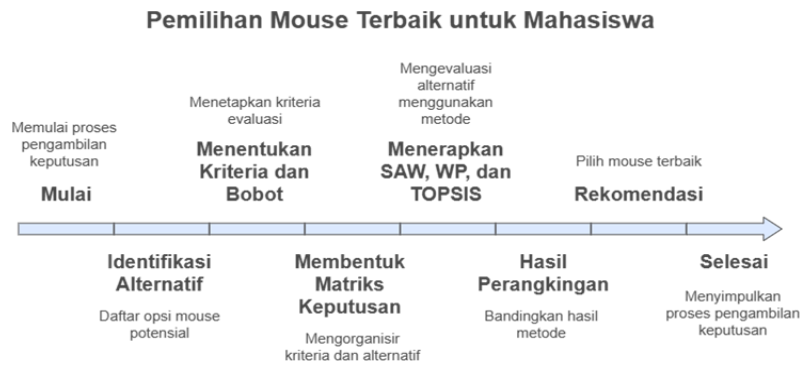 Pemilihan Mouse Terbaik untuk Mahasiswa
Memulai proses
pengambilan
keputusan
Mulai
Identifikasi
Alternatif
Daftar opsi mouse
potensial
Menetapkan kriteria
evaluasi
Menentukan
Kriteria dan
Bobot
Membentuk
Matriks
Keputusan
Mengorganisir
kriteria dan alternatif
Mengevaluasi
alternatif
menggunakan
metode
Menerapkan
SAW, WP, dan
TOPSIS
Hasil
Perangkingan
Bandingkan hasil
metode
Pilih mouse terbaik
Rekomendasi
Selesai
Menyimpulkan
proses pengambilan
keputusan